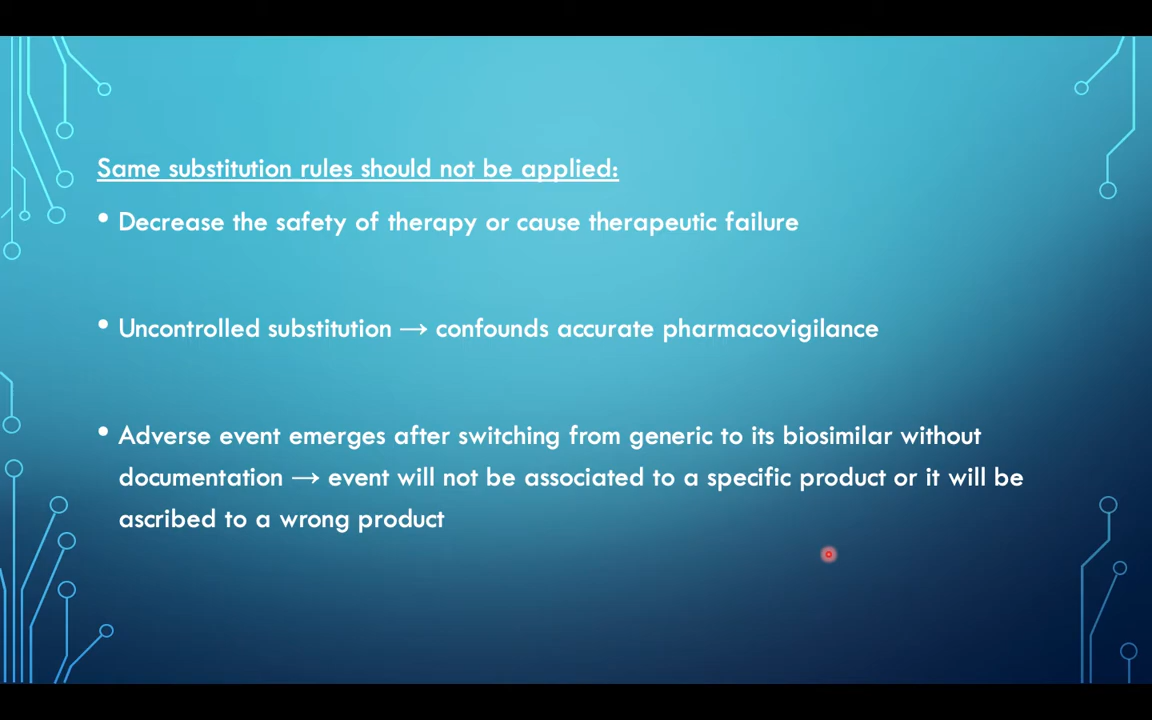 Same substitution rules should not be applied:
• Decrease the safety of therapy or cause therapeutic failure
• Uncontrolled substitution → confounds accurate pharmacovigilance
• Adverse event emerges after switching from generic to its biosimilar without
documentation → event will not be associated to a specific product or it will be
ascribed to a wrong product